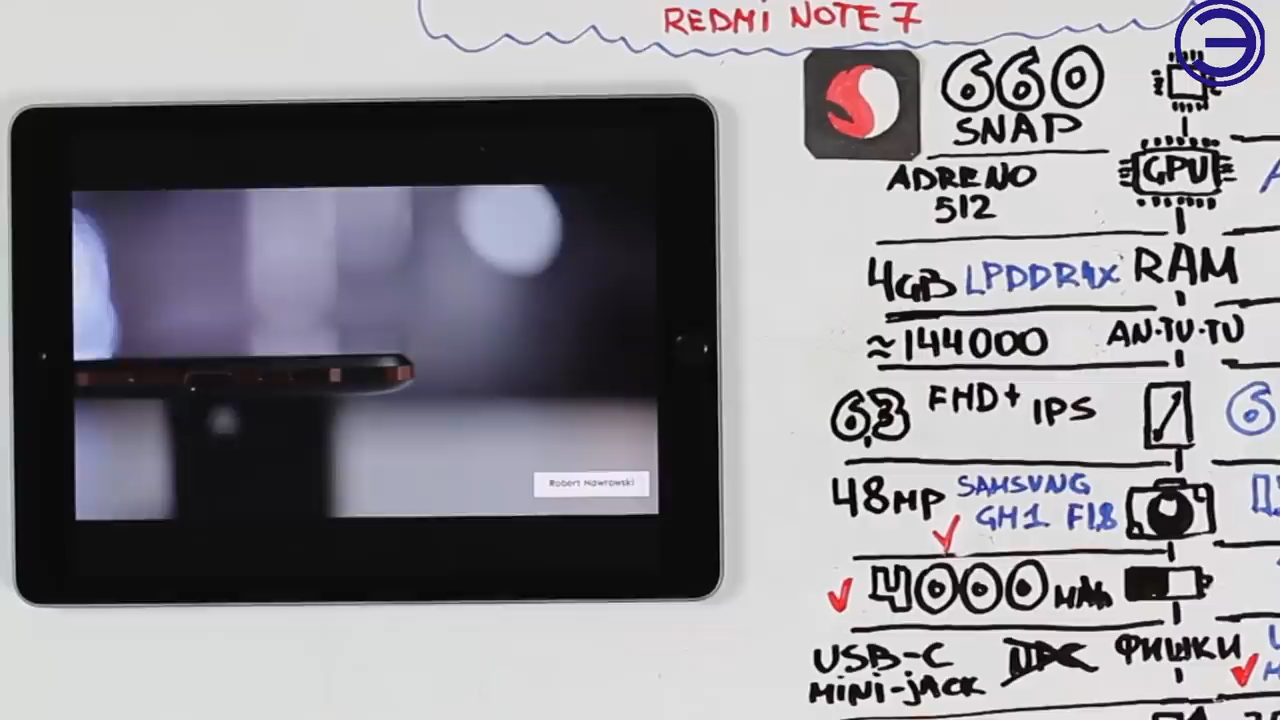 REDMI NOTE 7
660
SNAP
GPU
ADRENO
512
4GB LPDDR4X RAM
≈144000 AN-TU-TU
6,3 FHD+ IPS
48MP SAMSUNG
GM1 F1.8
4000 MAh
USB-C NFC ФИШКИ
MINI-JACK
Robert Nawrowski